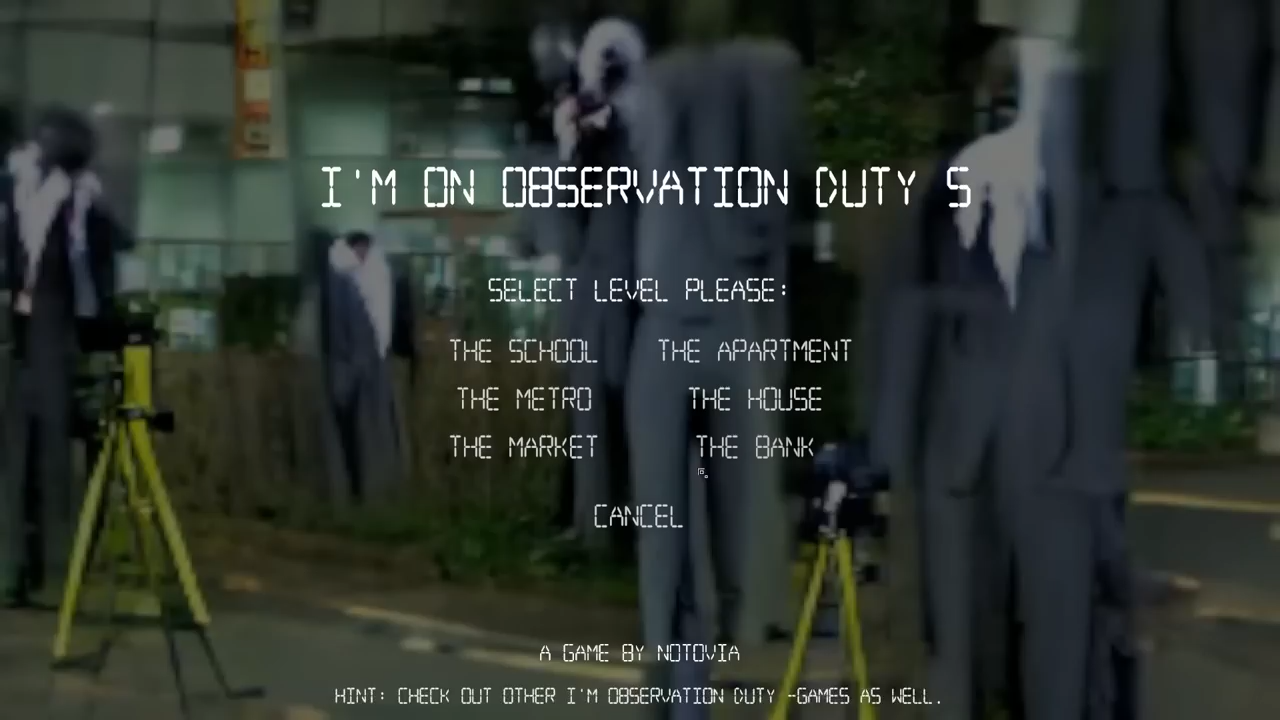 I'M ON OBSERVATION DUTY 5
SELECT LEVEL PLEASE:
THE SCHOOL THE APARTMENT
THE METRO THE HOUSE
THE MARKET THE BANK
CANCEL
A GAME BY NOTOVIA
HINT: CHECK OUT OTHER I'M OBSERVATION DUTY -GAMES AS WELL.